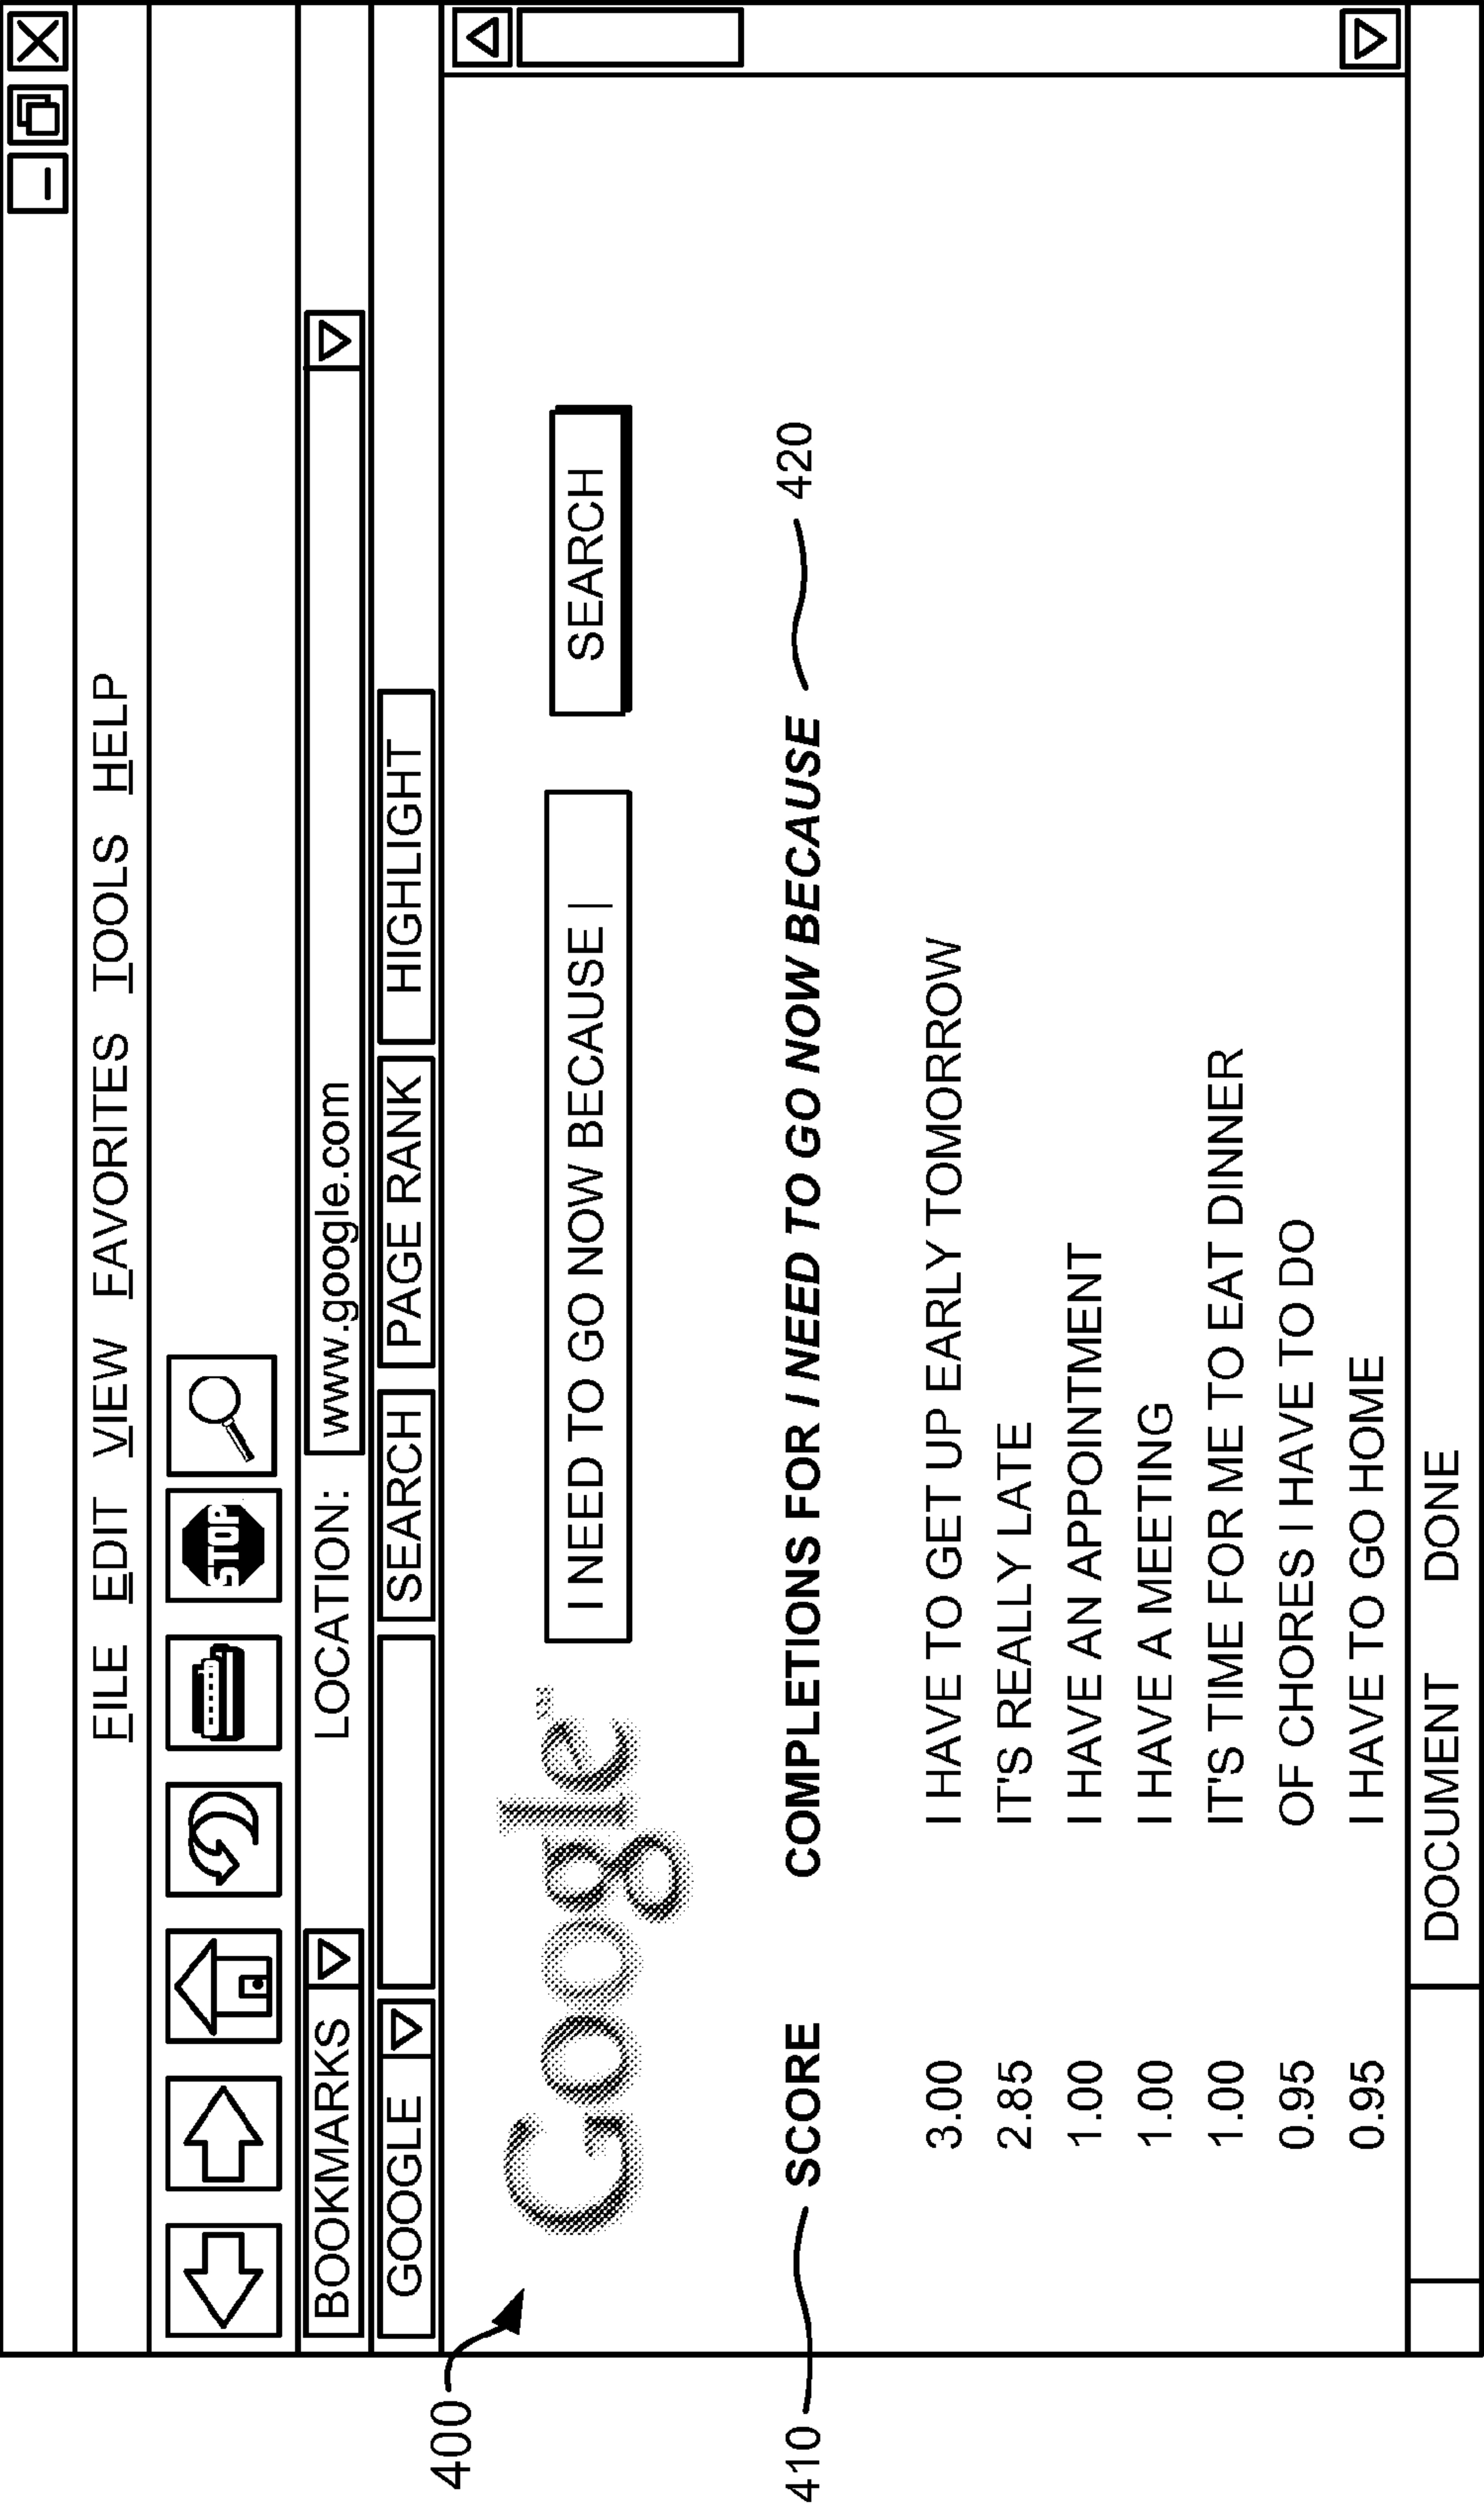 FILE EDIT VIEW FAVORITES TOOLS HELP
STOP
BOOKMARKS LOCATION: www.google.com
GOOGLE SEARCH PAGE RANK HIGHLIGHT
400
Google™ I NEED TO GO NOW BECAUSE | SEARCH
410 SCORE COMPLETIONS FOR I NEED TO GO NOW BECAUSE 420
3.00 I HAVE TO GET UP EARLY TOMORROW
2.85 IT'S REALLY LATE
1.00 I HAVE AN APPOINTMENT
1.00 I HAVE A MEETING
1.00 IT'S TIME FOR ME TO EAT DINNER
0.95 OF CHORES I HAVE TO DO
0.95 I HAVE TO GO HOME
DOCUMENT DONE